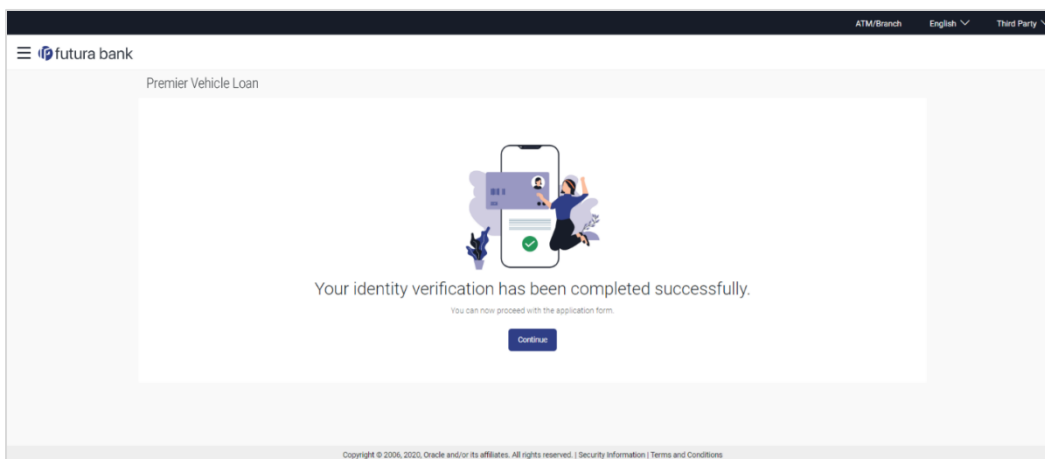 ATM/Branch English Third Party
futura bank
Premier Vehicle Loan
Your identity verification has been completed successfully.
You can now proceed with the application form.
Continue
Copyright © 2006, 2020, Oracle and/or its affiliates. All rights reserved. | Security Information | Terms and Conditions